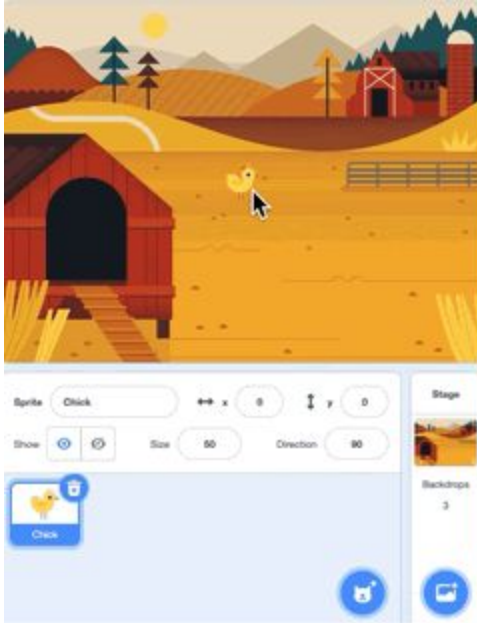 Sprite Chick x 0 y 0
Stage
Show Size 50 Direction 90
Backdrops
3
Chick